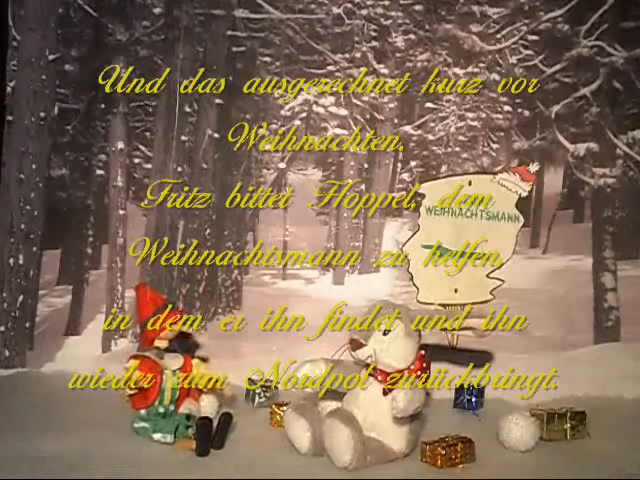 Und das ausgerechnet kurz vor
Weihnachten.
Fritz bittet Hoppel, dem
WEIHNACHTSMANN
Weihnachtsmann zu helfen,
in dem er ihn findet und ihn
wieder zum Nordpol zurückbringt.